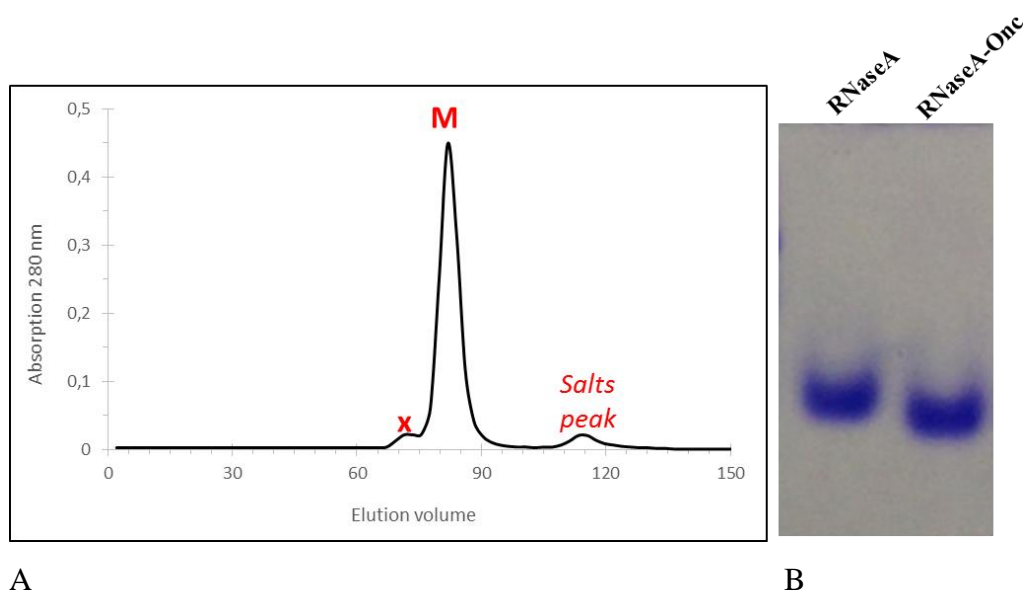 RNaseA
RNaseA-Onc
0,5
0,4
0,3
0,2
0,1
0
Absorption 280 nm
M
x
Salts
peak
0
30
60
90
120
150
Elution volume
A
B